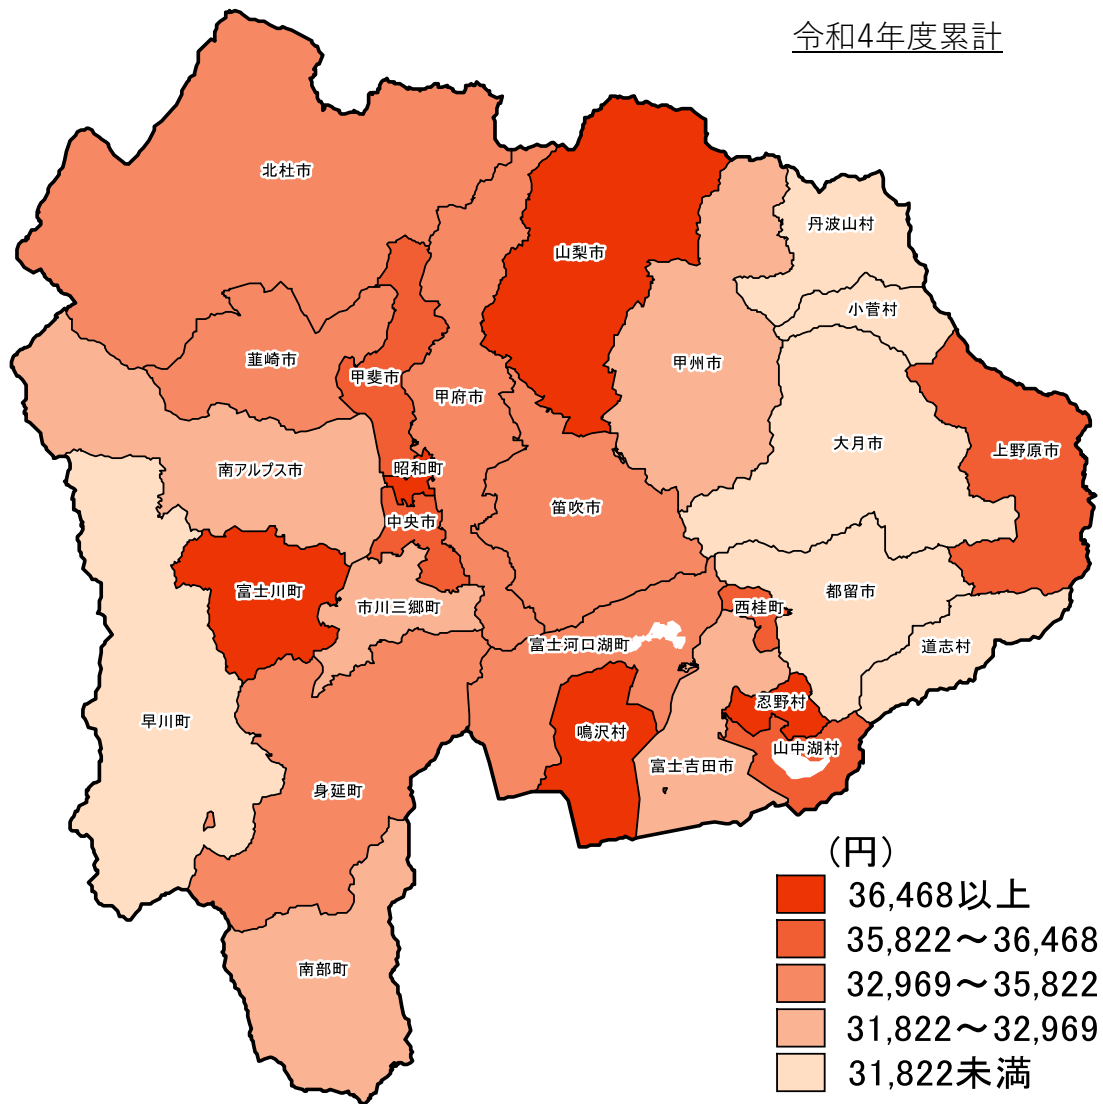 令和4年度累計
北杜市
丹波山村
山梨市
小菅村
韮崎市
甲州市
甲斐市
甲府市
大月市
上野原市
南アルプス市
昭和町
笛吹市
中央市
富士川町
都留市
市川三郷町
西桂町
富士河口湖町
道志村
忍野村
早川町
鳴沢村
山中湖村
富士吉田市
身延町
南部町
(円)
36,468以上
35,822～36,468
32,969～35,822
31,822～32,969
31,822未満